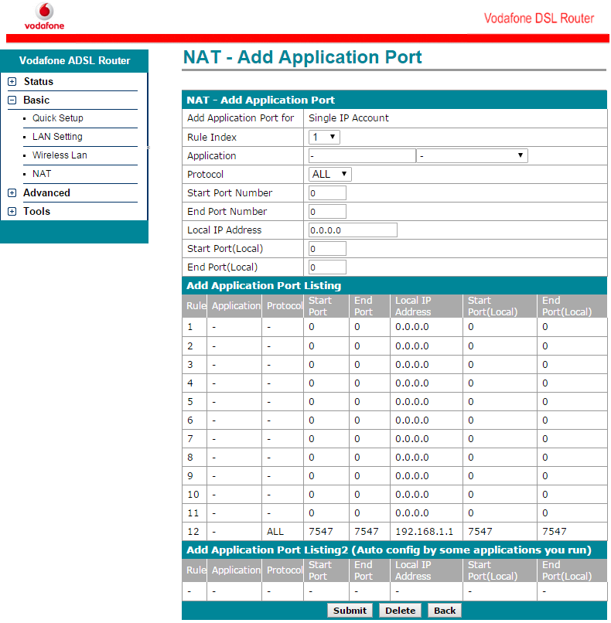 vodafone
Vodafone DSL Router
Vodafone ADSL Router
Status
Basic
Quick Setup
LAN Setting
Wireless Lan
NAT
Advanced
Tools
NAT - Add Application Port
NAT - Add Application Port
Add Application Port for Single IP Account
Rule Index 1
Application - -
Protocol ALL
Start Port Number 0
End Port Number 0
Local IP Address 0.0.0.0
Start Port(Local) 0
End Port(Local) 0
Add Application Port Listing
Rule Application Protocol Start Port End Port Local IP Address Start Port(Local) End Port(Local)
1 - - 0 0 0.0.0.0 0 0
2 - - 0 0 0.0.0.0 0 0
3 - - 0 0 0.0.0.0 0 0
4 - - 0 0 0.0.0.0 0 0
5 - - 0 0 0.0.0.0 0 0
6 - - 0 0 0.0.0.0 0 0
7 - - 0 0 0.0.0.0 0 0
8 - - 0 0 0.0.0.0 0 0
9 - - 0 0 0.0.0.0 0 0
10 - - 0 0 0.0.0.0 0 0
11 - - 0 0 0.0.0.0 0 0
12 - ALL 7547 7547 192.168.1.1 7547 7547
Add Application Port Listing2 (Auto config by some applications you run)
Rule Application Protocol Start Port End Port Local IP Address Start Port(Local) End Port(Local)
- - - - - - - -
Submit Delete Back